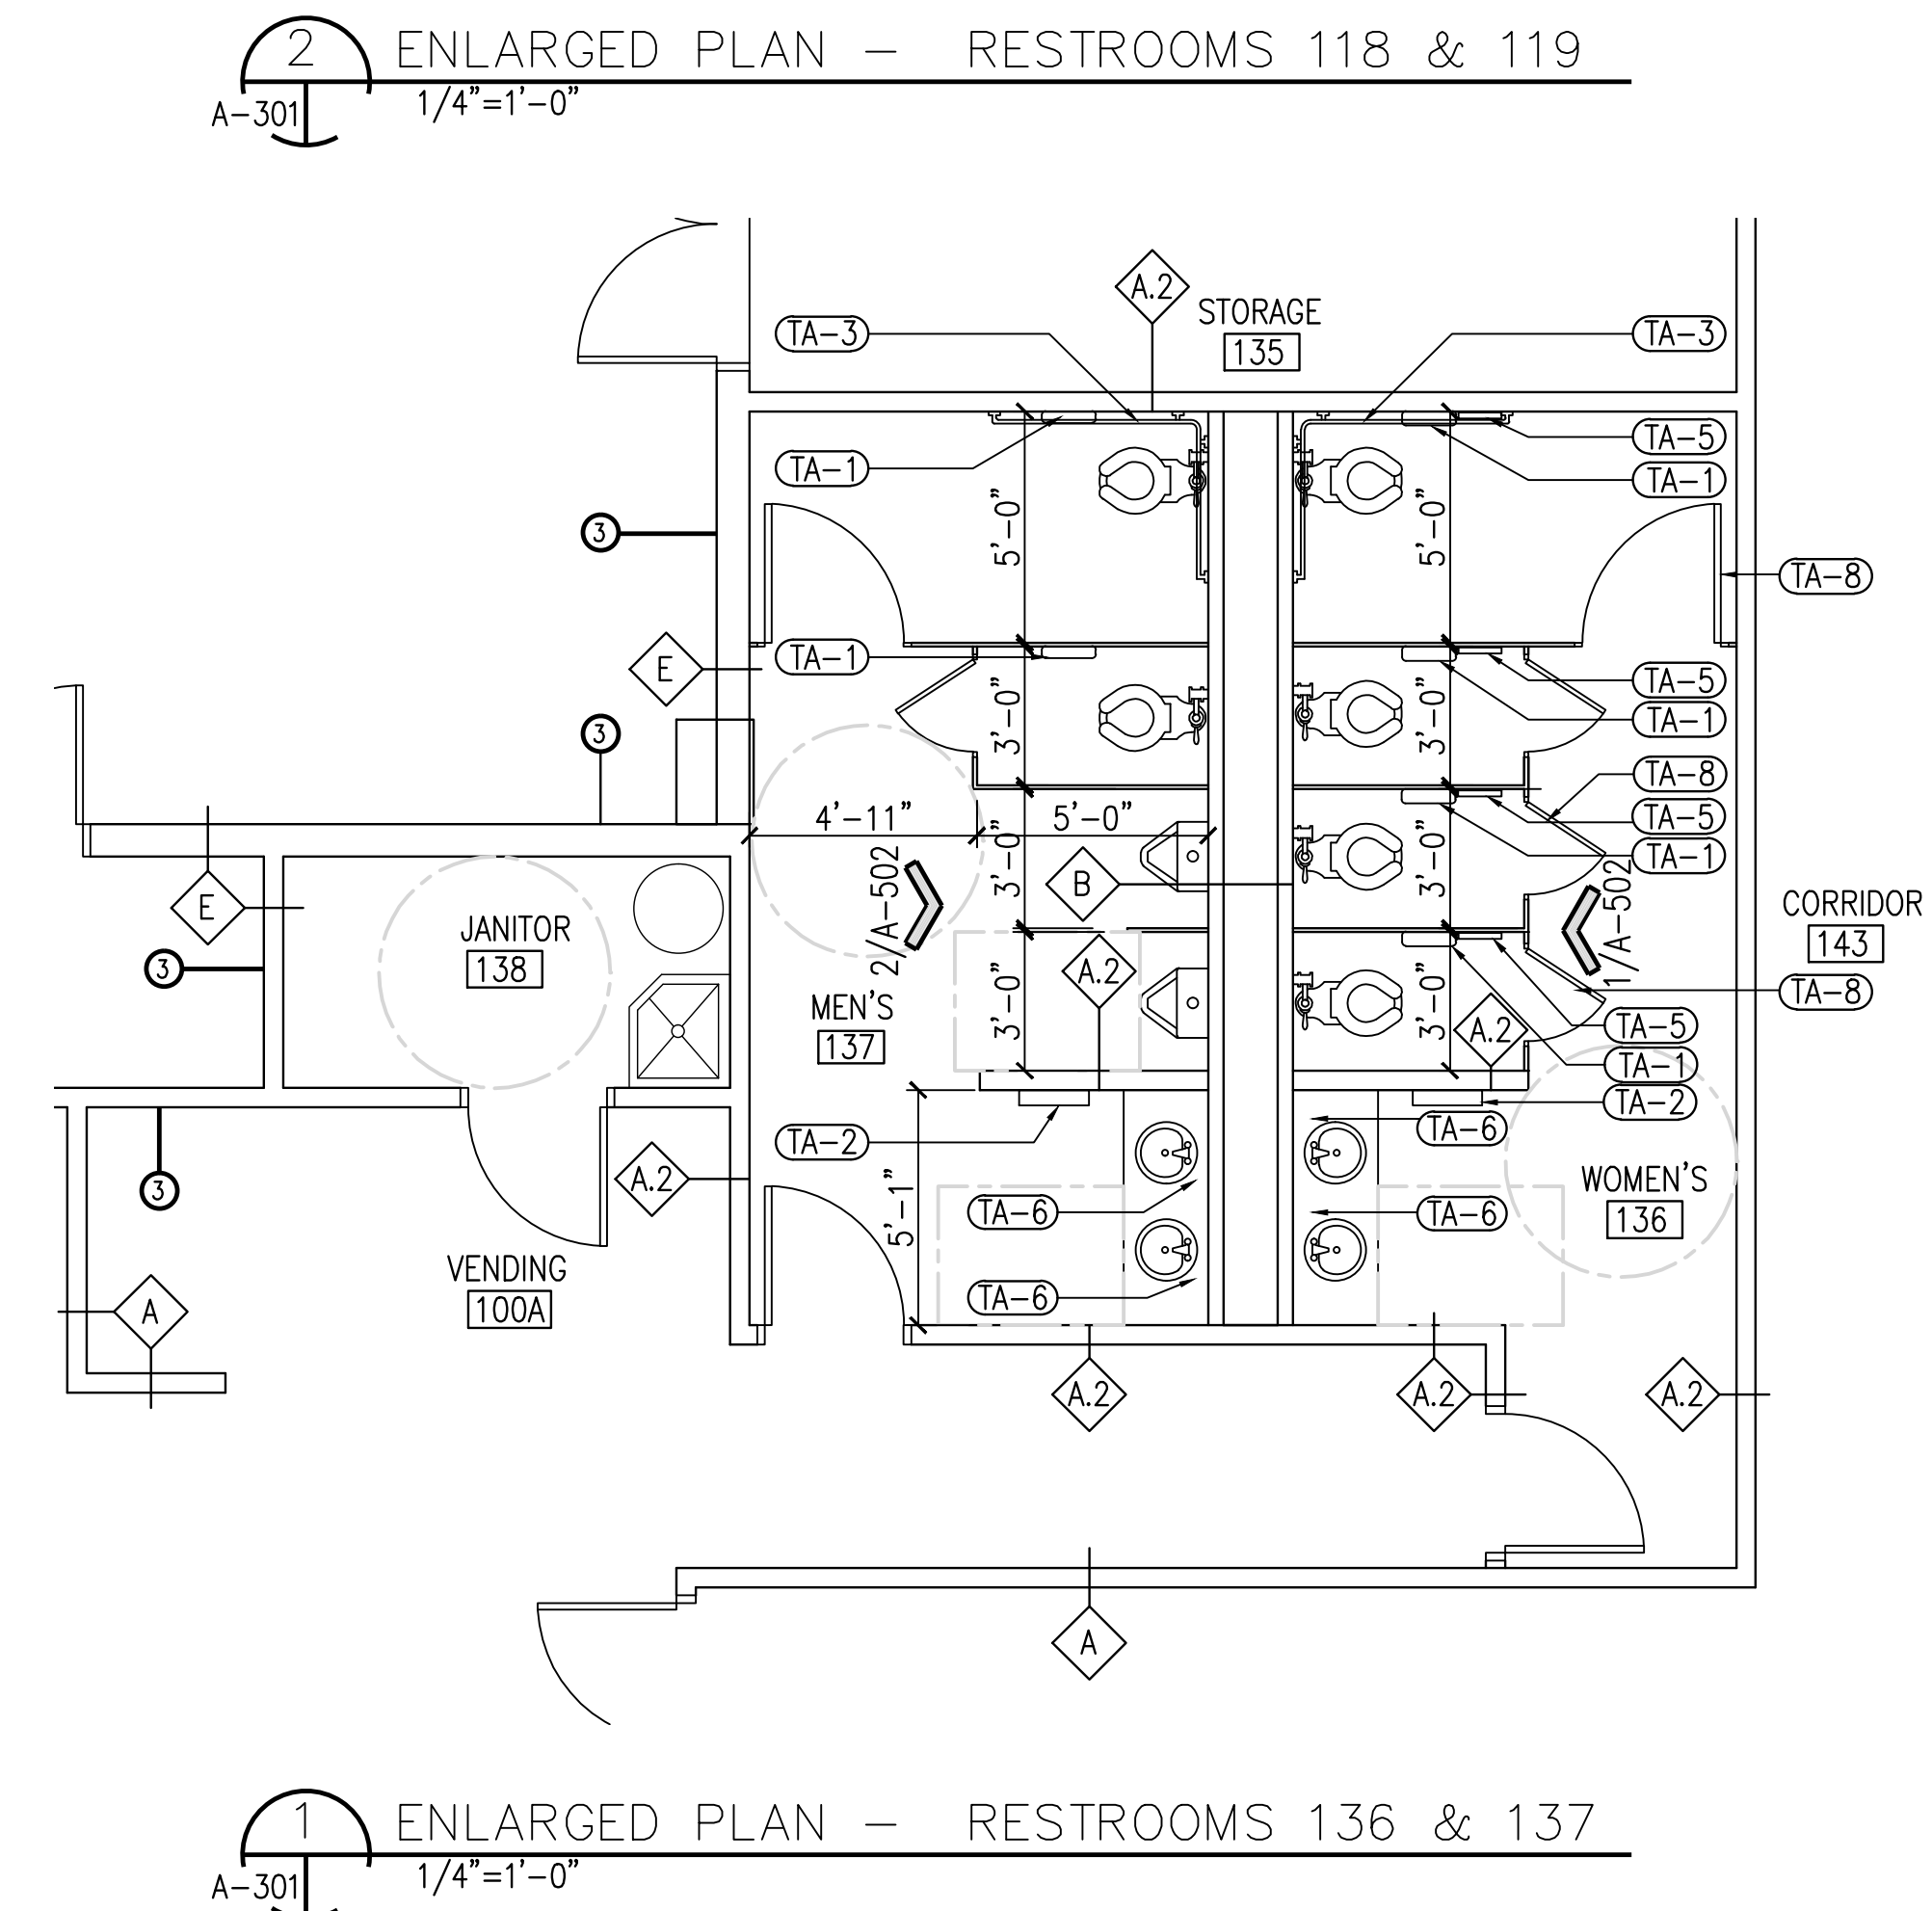 2 ENLARGED PLAN - RESTROOMS 118 & 119
A-301 1/4"=1'-0"
A.2
STORAGE
135
TA-3
TA-3
TA-5
TA-1
TA-1
5'-0"
5'-0"
3
TA-8
TA-1
E
TA-5
3'-0"
3'-0"
TA-1
3
TA-8
4'-11"
5'-0"
TA-5
3'-0"
3'-0"
TA-1
2/A-502
B
1/A-502
E
CORRIDOR
143
JANITOR
138
3
A.2
TA-8
MEN'S
137
3'-0"
3'-0"
A.2
TA-5
TA-1
TA-2
TA-6
TA-2
A.2
3
5'-1"
WOMEN'S
136
TA-6
TA-6
VENDING
100A
TA-6
A
A.2
A.2
A.2
A
1 ENLARGED PLAN - RESTROOMS 136 & 137
A-301 1/4"=1'-0"